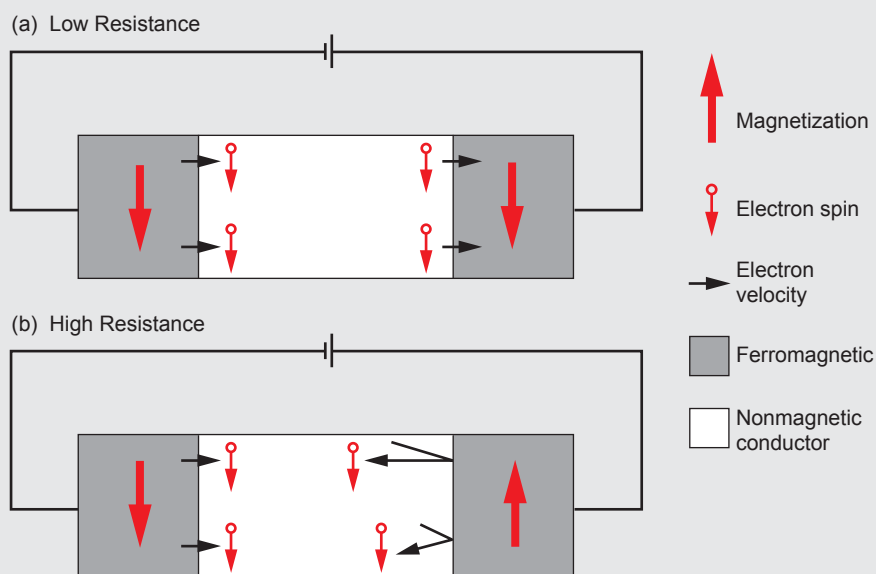 (a) Low Resistance
Magnetization
Electron spin
Electron
velocity
(b) High Resistance
Ferromagnetic
Nonmagnetic
conductor